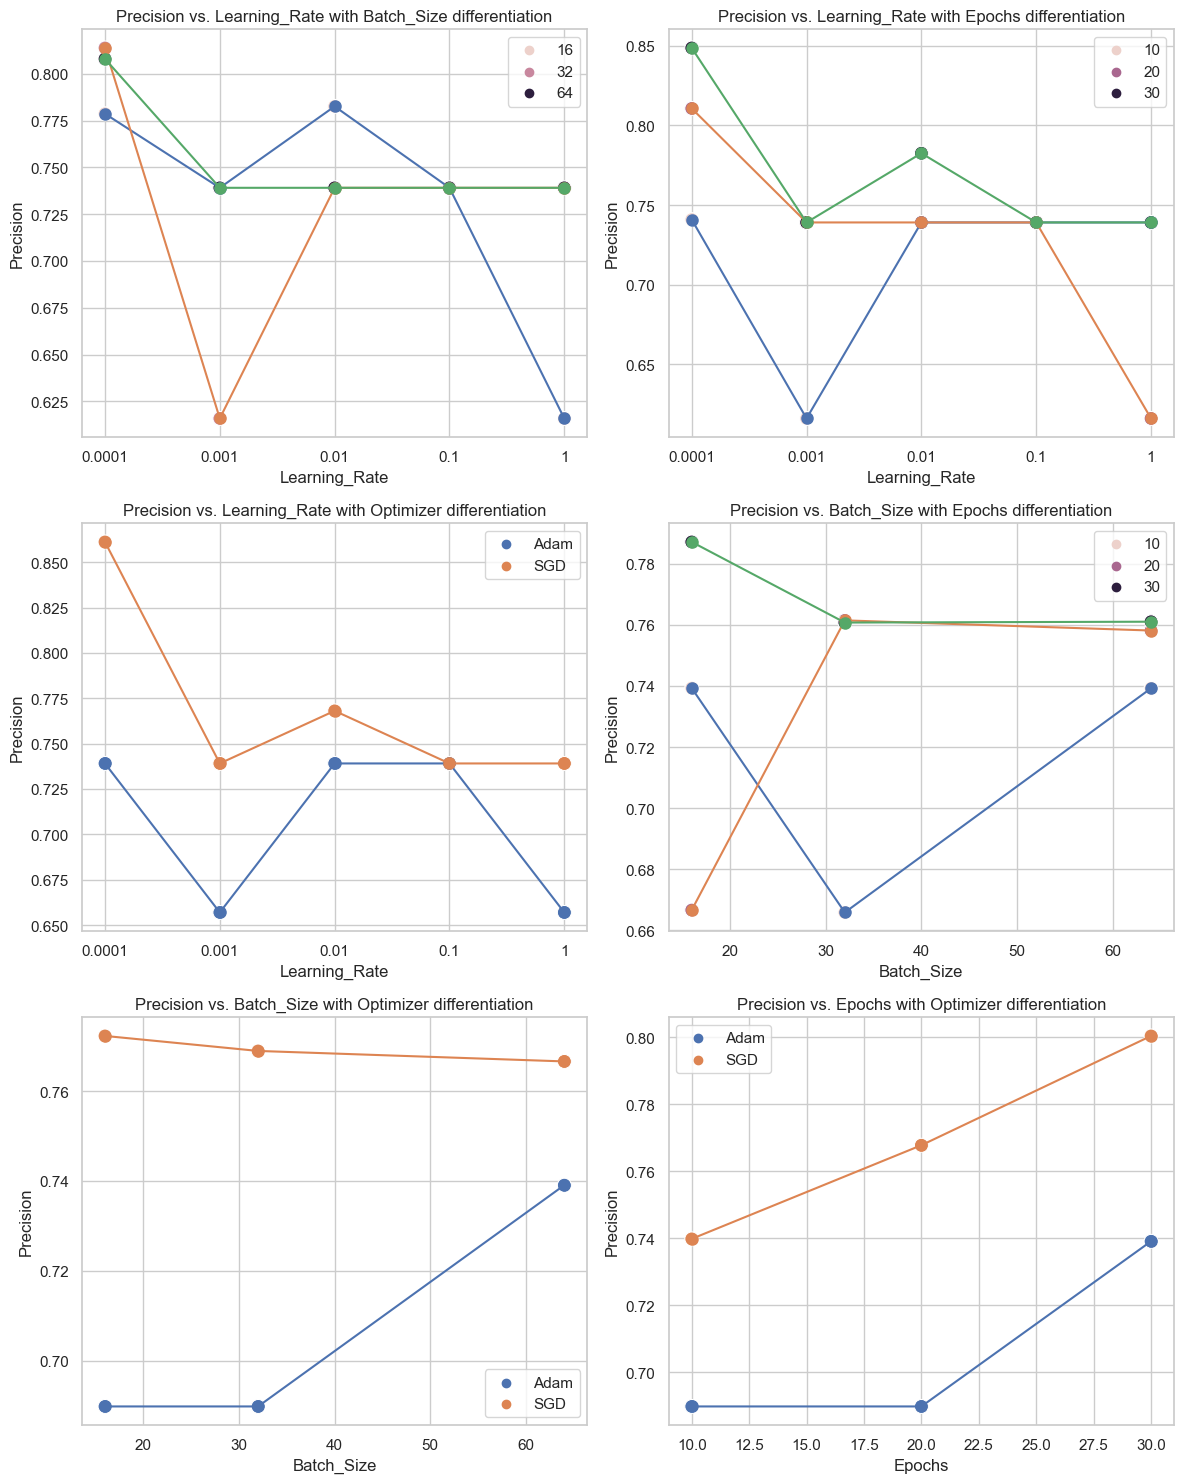 Precision vs. Learning_Rate with Batch_Size differentiation
16
32
64
0.800
0.775
0.750
0.725
0.700
0.675
0.650
0.625
Precision
0.0001 0.001 0.01 0.1 1
Learning_Rate
Precision vs. Learning_Rate with Epochs differentiation
10
20
30
0.85
0.80
0.75
0.70
0.65
Precision
0.0001 0.001 0.01 0.1 1
Learning_Rate
Precision vs. Learning_Rate with Optimizer differentiation
Adam
SGD
0.850
0.825
0.800
0.775
0.750
0.725
0.700
0.675
0.650
Precision
0.0001 0.001 0.01 0.1 1
Learning_Rate
Precision vs. Batch_Size with Epochs differentiation
10
20
30
0.78
0.76
0.74
0.72
0.70
0.68
0.66
Precision
20 30 40 50 60
Batch_Size
Precision vs. Batch_Size with Optimizer differentiation
0.76
0.74
0.72
0.70
Precision
Adam
SGD
20 30 40 50 60
Batch_Size
Precision vs. Epochs with Optimizer differentiation
Adam
SGD
0.80
0.78
0.76
0.74
0.72
0.70
Precision
10.0 12.5 15.0 17.5 20.0 22.5 25.0 27.5 30.0
Epochs